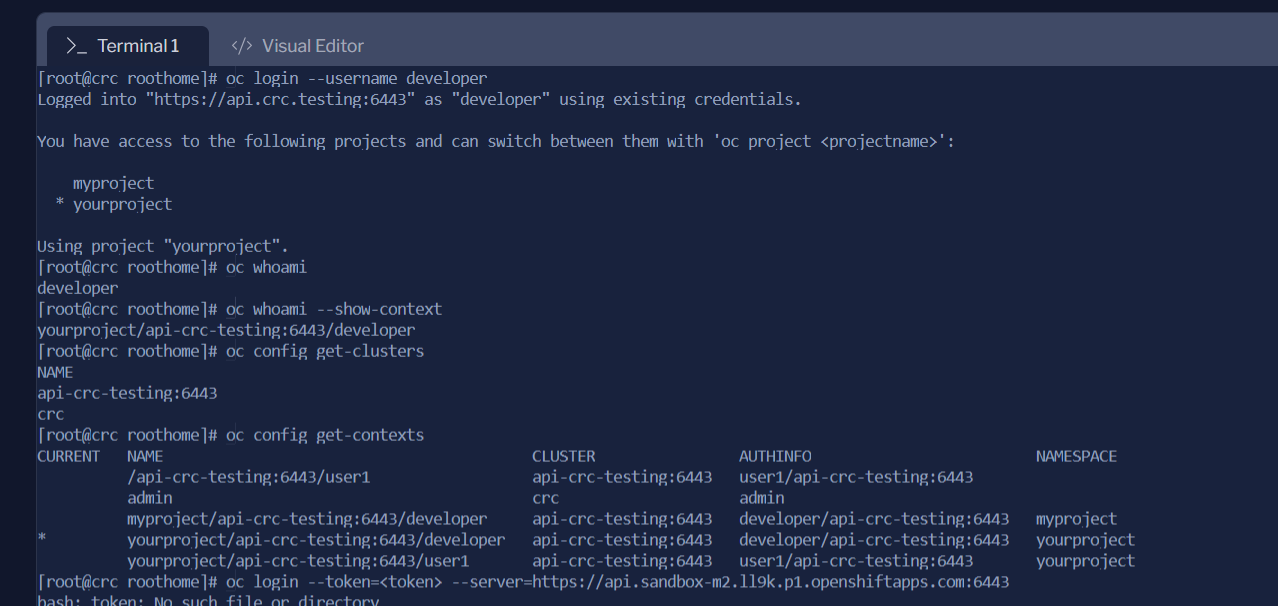 >_ Terminal 1 </> Visual Editor
[root@crc roothome]# oc login --username developer
Logged into "https://api.crc.testing:6443" as "developer" using existing credentials.
You have access to the following projects and can switch between them with 'oc project <projectname>':
myproject
* yourproject
Using project "yourproject".
[root@crc roothome]# oc whoami
developer
[root@crc roothome]# oc whoami --show-context
yourproject/api-crc-testing:6443/developer
[root@crc roothome]# oc config get-clusters
NAME
api-crc-testing:6443
crc
[root@crc roothome]# oc config get-contexts
CURRENT NAME CLUSTER AUTHINFO NAMESPACE
/api-crc-testing:6443/user1 api-crc-testing:6443 user1/api-crc-testing:6443
admin crc admin
myproject/api-crc-testing:6443/developer api-crc-testing:6443 developer/api-crc-testing:6443 myproject
* yourproject/api-crc-testing:6443/developer api-crc-testing:6443 developer/api-crc-testing:6443 yourproject
yourproject/api-crc-testing:6443/user1 api-crc-testing:6443 user1/api-crc-testing:6443 yourproject
[root@crc roothome]# oc login --token=<token> --server=https://api.sandbox-m2.ll9k.p1.openshiftapps.com:6443
bash: token: No such file or directory